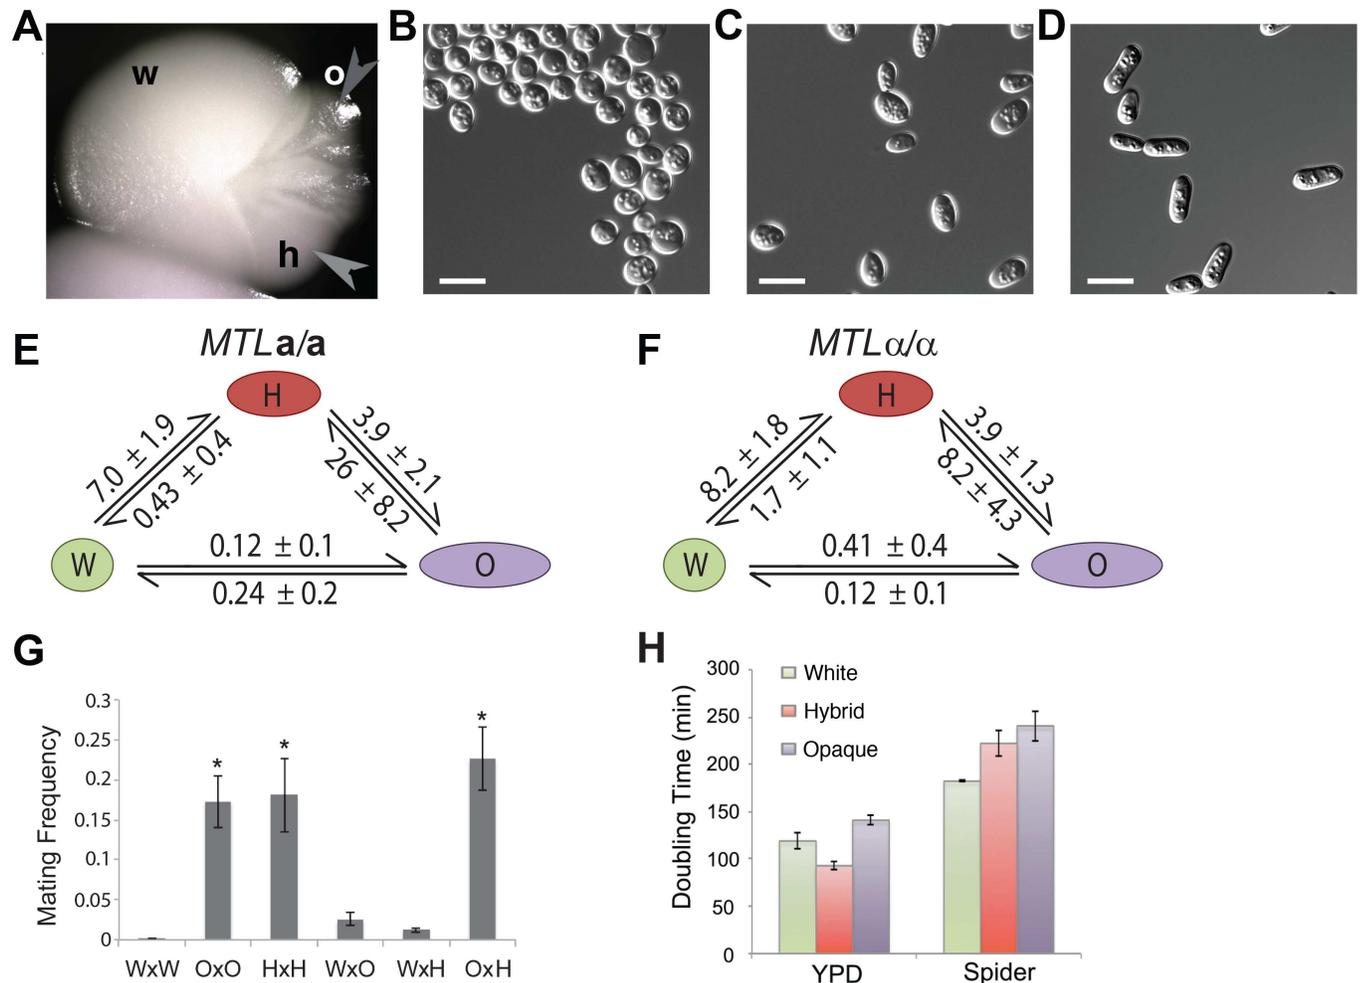 A
w
o
h
B
C
D
E
MTLa/a
H
7.0 ± 1.9
0.43 ± 0.4
3.9 ± 2.1
26 ± 8.2
W
0.12 ± 0.1
0.24 ± 0.2
O
F
MTLα/α
H
8.2 ± 1.8
1.7 ± 1.1
3.9 ± 1.3
8.2 ± 4.3
W
0.41 ± 0.4
0.12 ± 0.1
O
G
Mating Frequency
0.3
0.25
0.2
0.15
0.1
0.05
0
* * *
WxW OxO HxH WxO WxH OxH
H
Doubling Time (min)
300
250
200
150
100
50
0
White
Hybrid
Opaque
YPD Spider